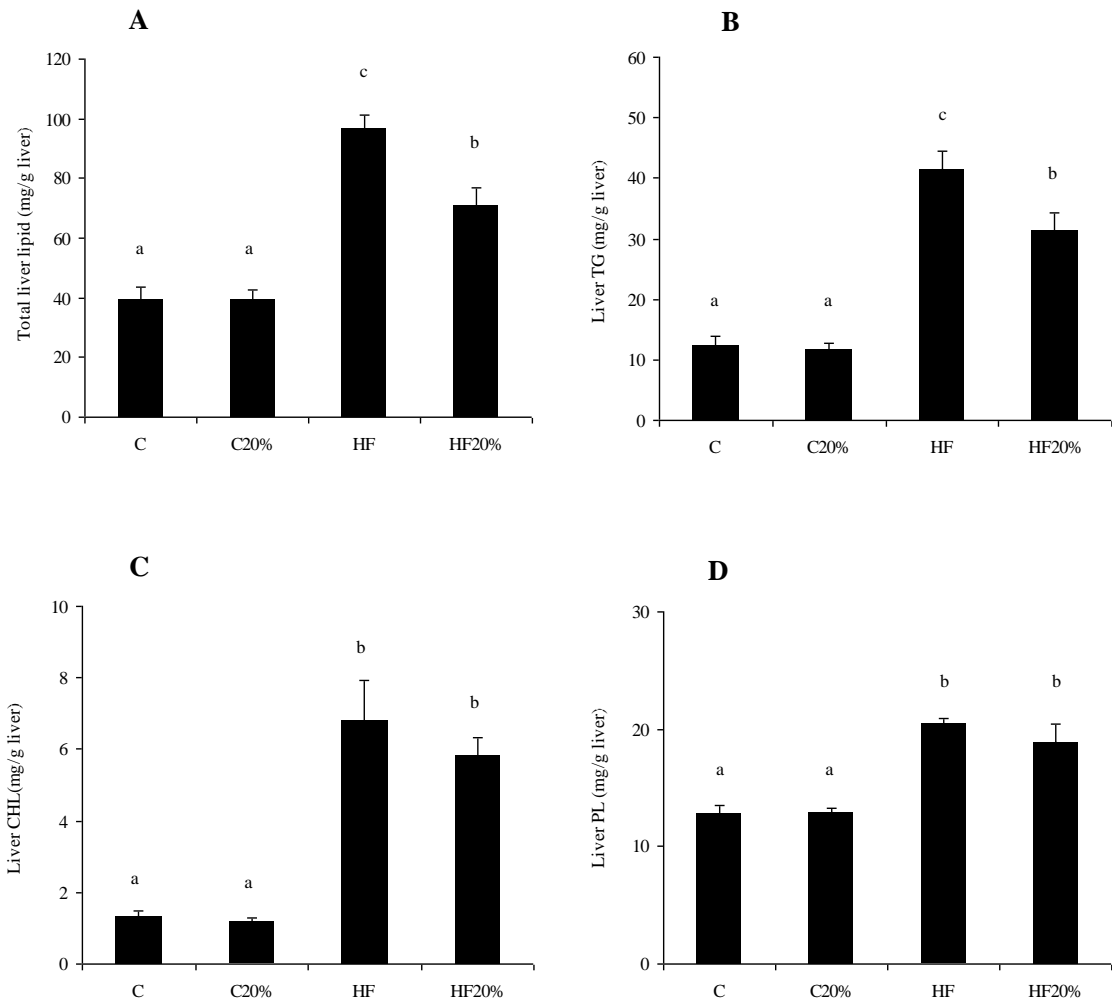 A
Total liver lipid (mg/g liver)
120
100
80
60
40
20
0
a
a
c
b
C
C20%
HF
HF20%
B
Liver TG (mg/g liver)
60
50
40
30
20
10
0
a
a
c
b
C
C20%
HF
HF20%
C
Liver CHL(mg/g liver)
10
8
6
4
2
0
a
a
b
b
C
C20%
HF
HF20%
D
Liver PL (mg/g liver)
30
20
10
0
a
a
b
b
C
C20%
HF
HF20%